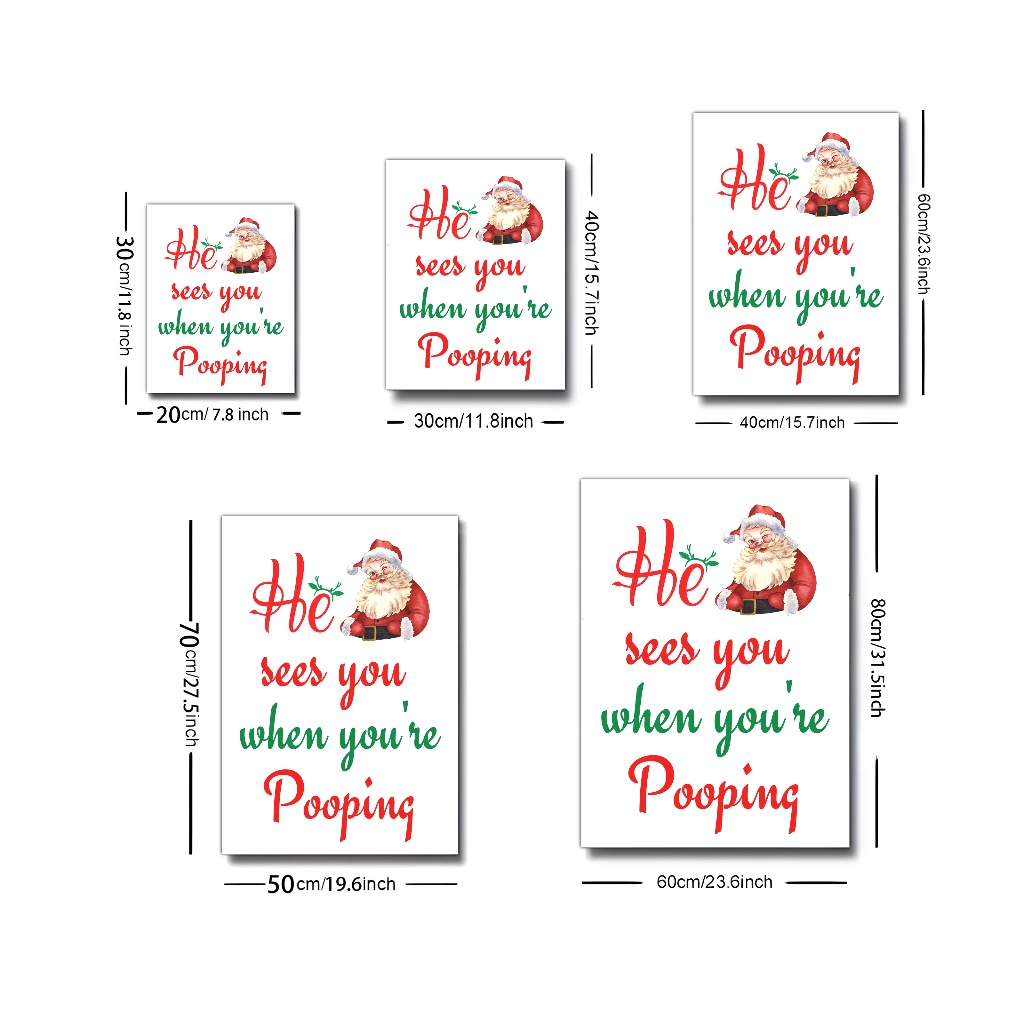 He
sees you
when you're
Pooping
30cm/11.8 inch
20cm/ 7.8 inch
He
sees you
when you're
Pooping
40cm/15.7inch
30cm/11.8inch
He
sees you
when you're
Pooping
60cm/23.6inch
40cm/15.7inch
He
sees you
when you're
Pooping
70cm/27.5inch
50cm/19.6inch
He
sees you
when you're
Pooping
80cm/31.5inch
60cm/23.6inch